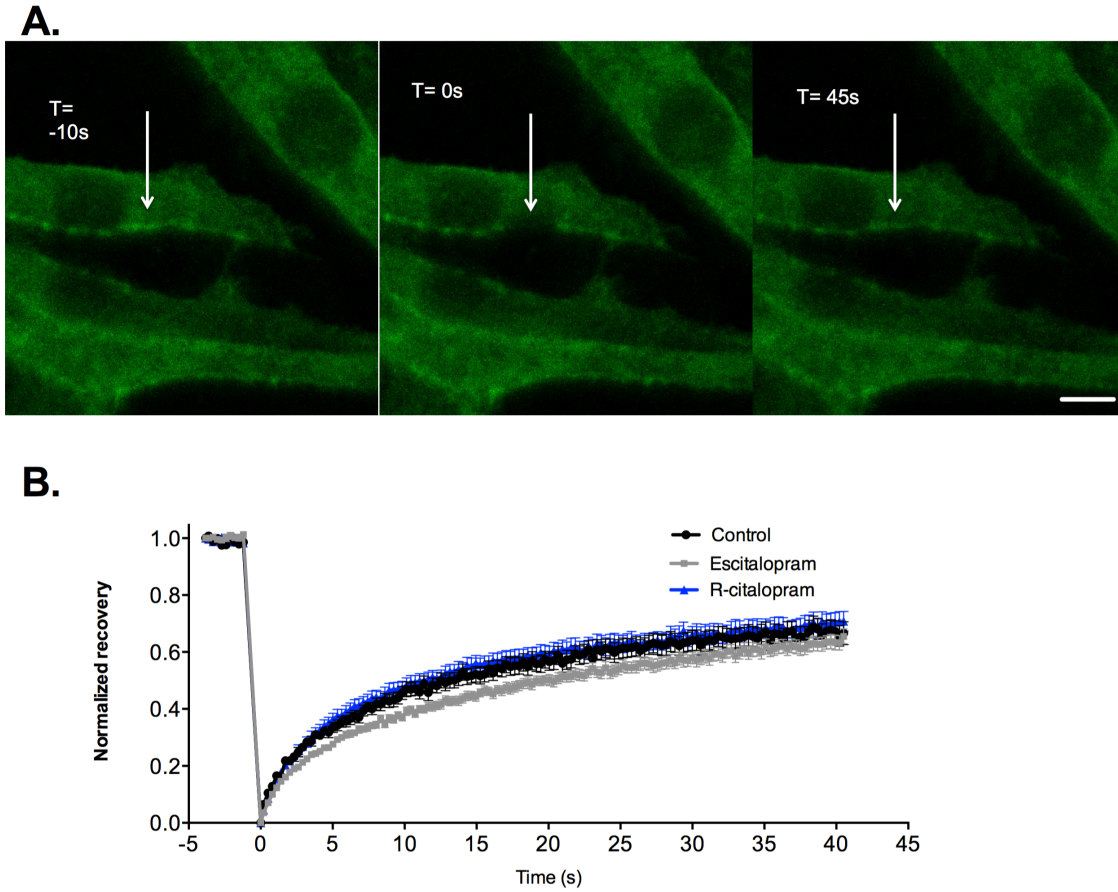 A.
T=
-10s
T= 0s
T= 45s
B.
Normalized recovery
1.0
0.8
0.6
0.4
0.2
0.0
-5
0
5
10
15
20
25
30
35
40
45
Time (s)
Control
Escitalopram
R-citalopram